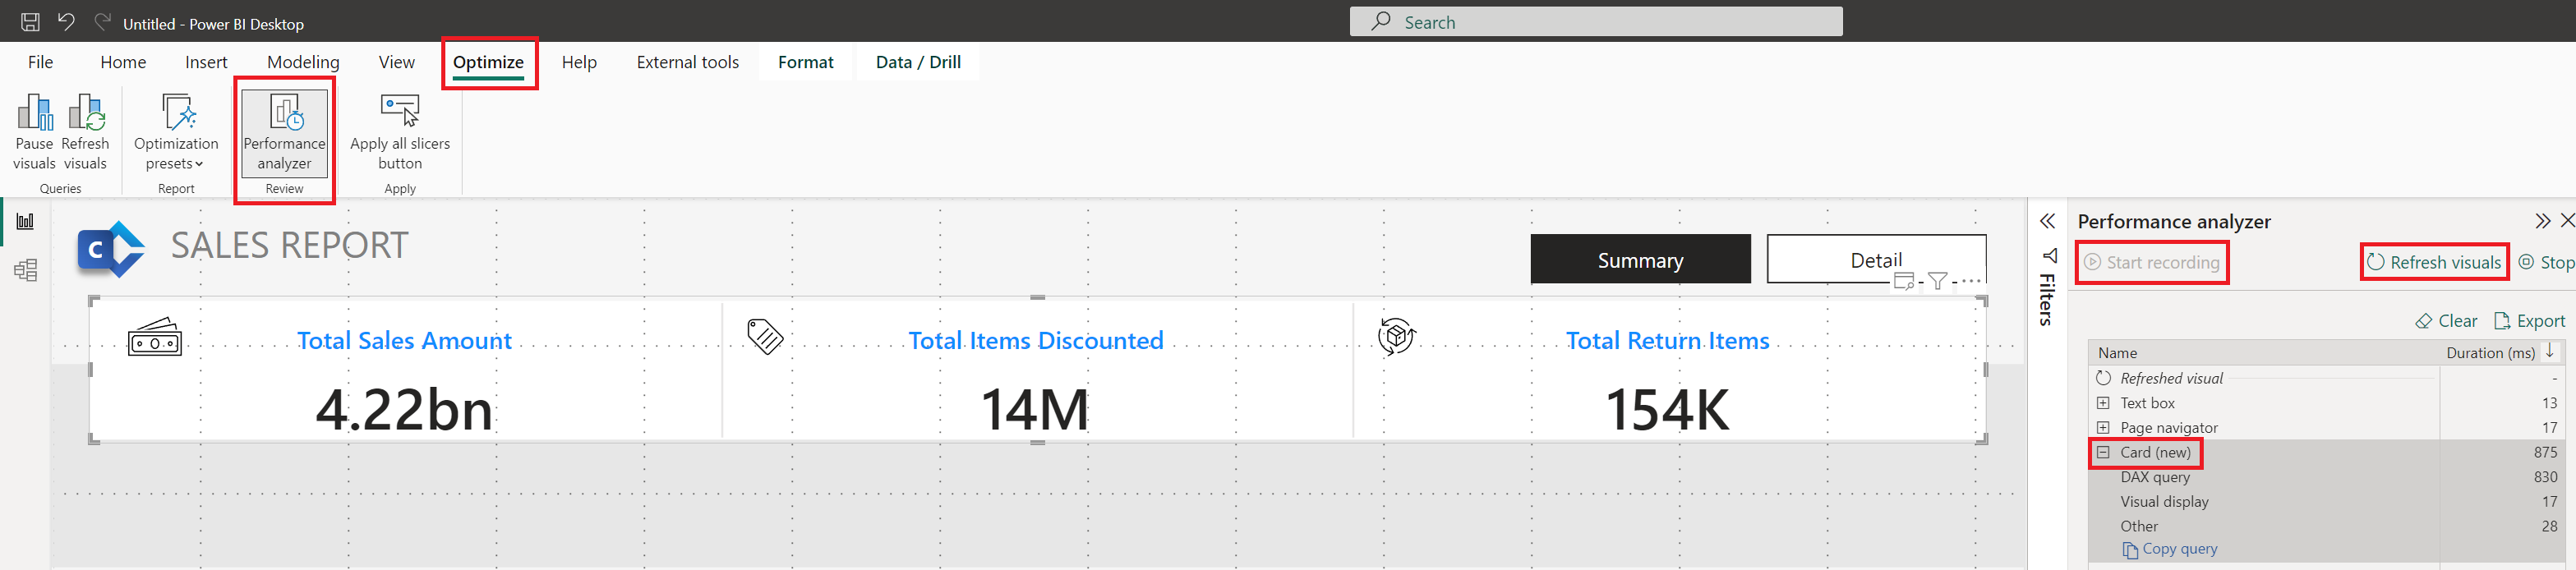 Untitled - Power BI Desktop
Search
File Home Insert Modeling View Optimize Help External tools Format Data / Drill
Pause visuals
Refresh visuals
Optimization presets
Performance analyzer
Apply all slicers button
Queries Report Review Apply
C SALES REPORT
Summary Detail
Total Sales Amount
4.22bn
Total Items Discounted
14M
Total Return Items
154K
Filters
Performance analyzer
Start recording Refresh visuals Stop
Clear Export
Name Duration (ms)
Refreshed visual -
Text box 13
Page navigator 17
Card (new) 875
DAX query 830
Visual display 17
Other 28
Copy query